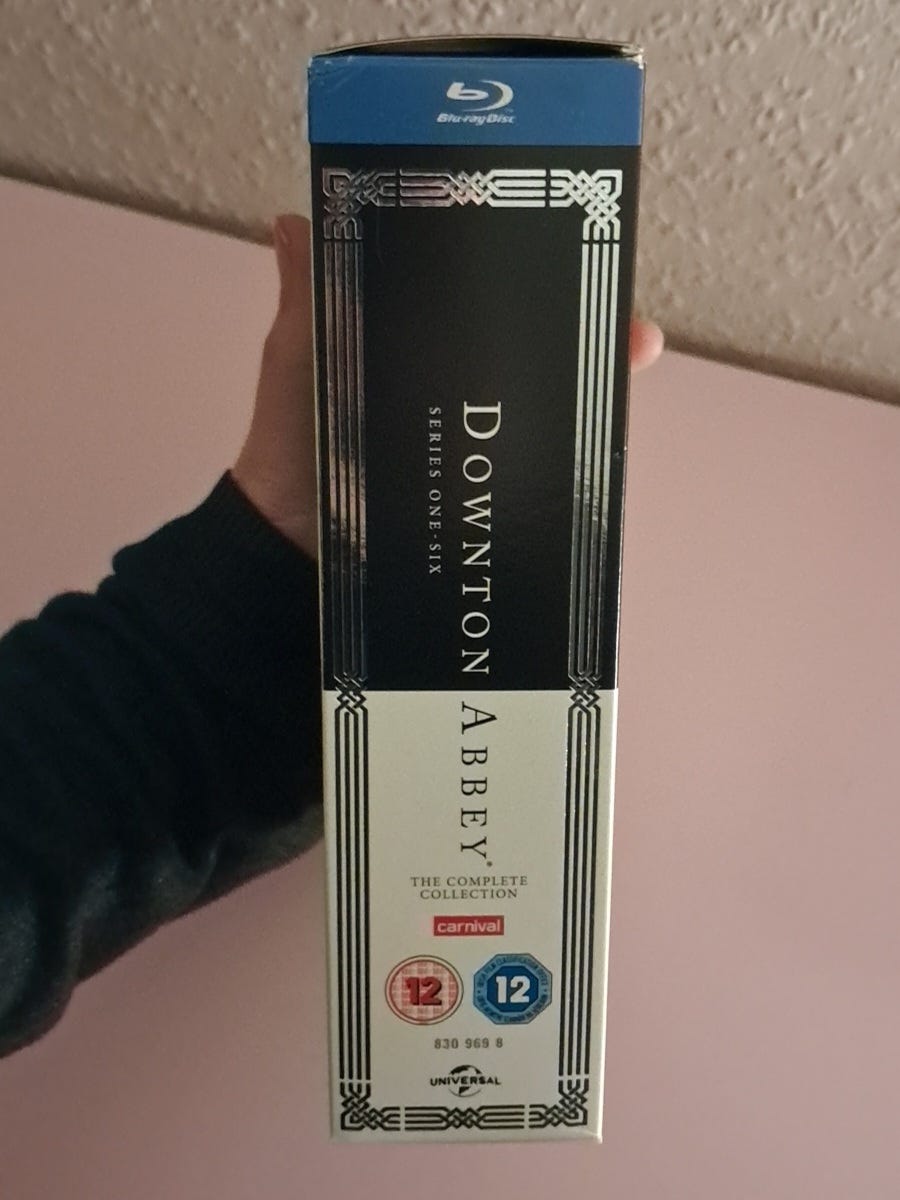 Blu-ray Disc
DOWNTON ABBEY
SERIES ONE-SIX
THE COMPLETE
COLLECTION
carnival
12
12
830 969 8
UNIVERSAL